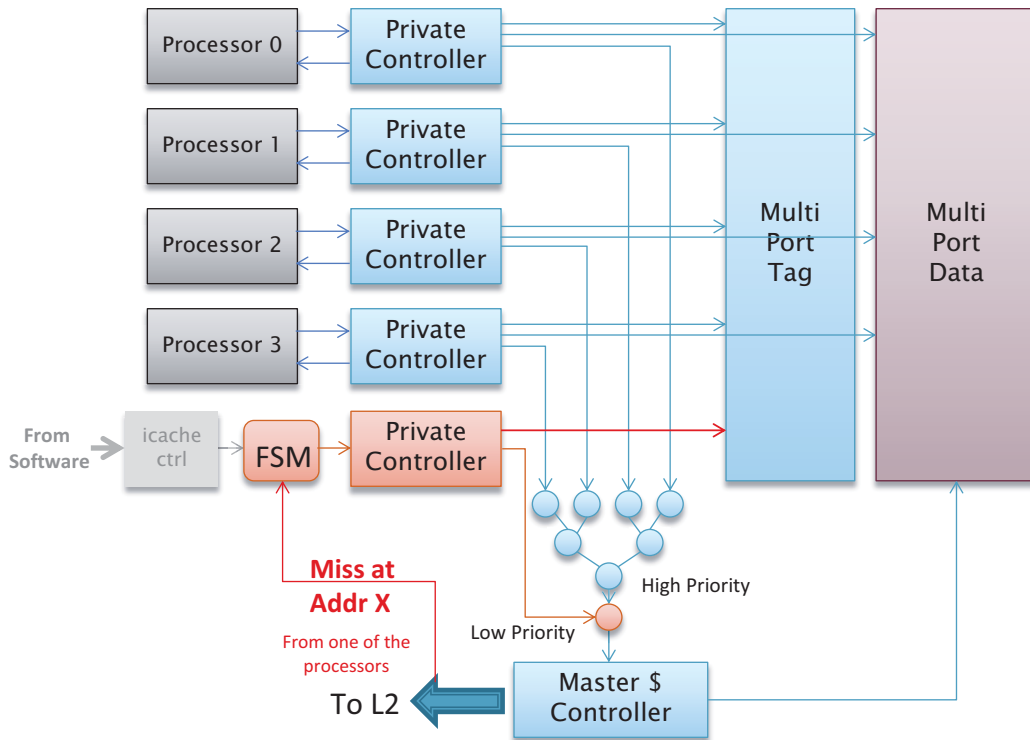 Processor 0
Private
Controller
Processor 1
Private
Controller
Processor 2
Private
Controller
Processor 3
Private
Controller
Multi
Port
Tag
Multi
Port
Data
From
Software
icache
ctrl
FSM
Private
Controller
Miss at
Addr X
From one of the
processors
High Priority
Low Priority
To L2
Master $
Controller